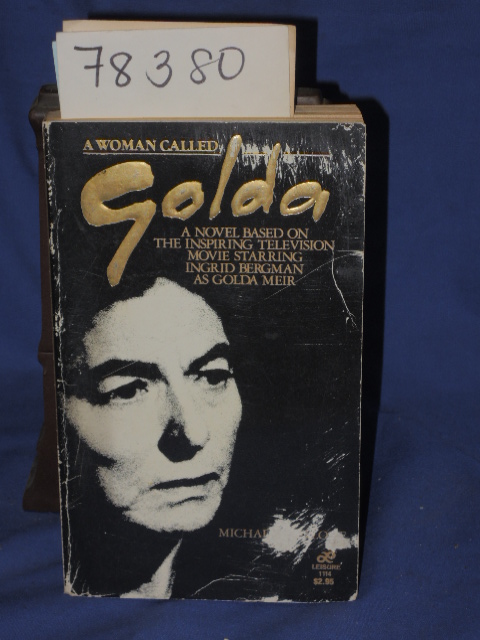 78380
A WOMAN CALLED
Golda
A NOVEL BASED ON
THE INSPIRING TELEVISION
MOVIE STARRING
INGRID BERGMAN
AS GOLDA MEIR
LEISURE
1114
$2.95